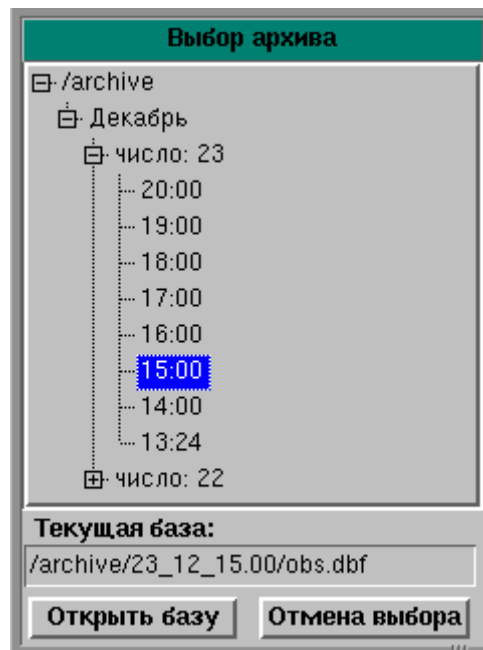 Выбор архива
/archive
Декабрь
число: 23
20:00
19:00
18:00
17:00
16:00
15:00
14:00
13:24
число: 22
Текущая база:
/archive/23_12_15.00/obs.dbf
Открыть базу Отмена выбора